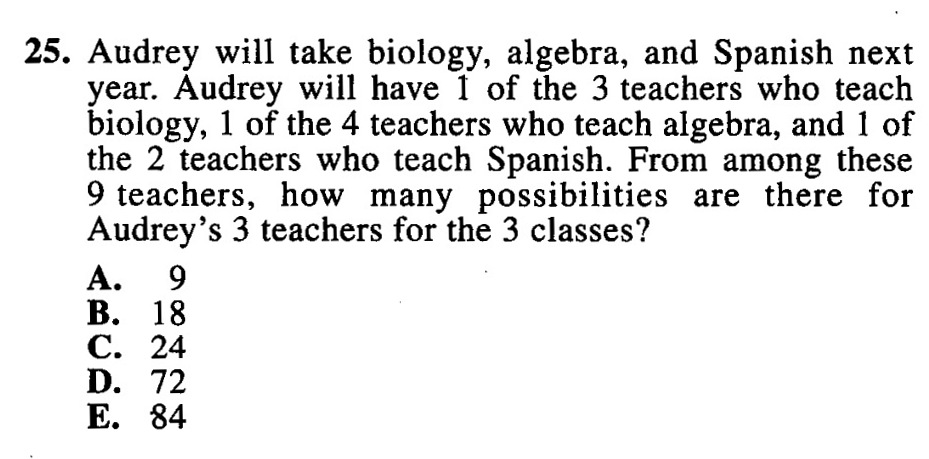 25. Audrey will take biology, algebra, and Spanish next
year. Audrey will have 1 of the 3 teachers who teach
biology, 1 of the 4 teachers who teach algebra, and 1 of
the 2 teachers who teach Spanish. From among these
9 teachers, how many possibilities are there for
Audrey's 3 teachers for the 3 classes?
A. 9
B. 18
C. 24
D. 72
E. 84